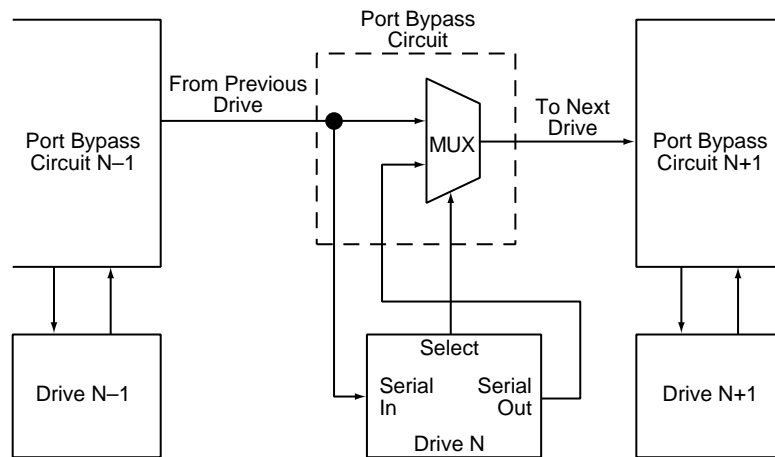 Port Bypass
Circuit
From Previous
Drive
To Next
Drive
Port Bypass
Circuit N–1
MUX
Port Bypass
Circuit N+1
Select
Drive N–1
Serial
In
Serial
Out
Drive N
Drive N+1